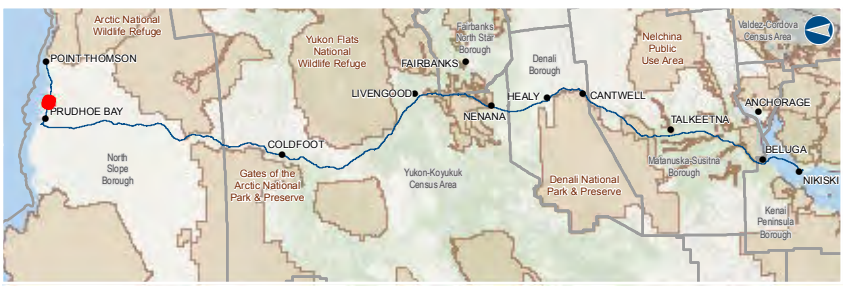 Arctic National
Wildlife Refuge
POINT THOMSON
PRUDHOE BAY
North
Slope
Borough
COLDFOOT
Gates of the
Arctic National
Park & Preserve
Yukon Flats
National
Wildlife Refuge
LIVENGOOD
FAIRBANKS
Fairbanks
North Star
Borough
NENANA
Yukon-Koyukuk
Census Area
Denali
Borough
HEALY
CANTWELL
Denali National
Park & Preserve
Nelchina
Public
Use Area
TALKEETNA
Matanuska-Susitna
Borough
Valdez-Cordova
Census Area
ANCHORAGE
BELUGA
NIKISKI
Kenai
Peninsula
Borough